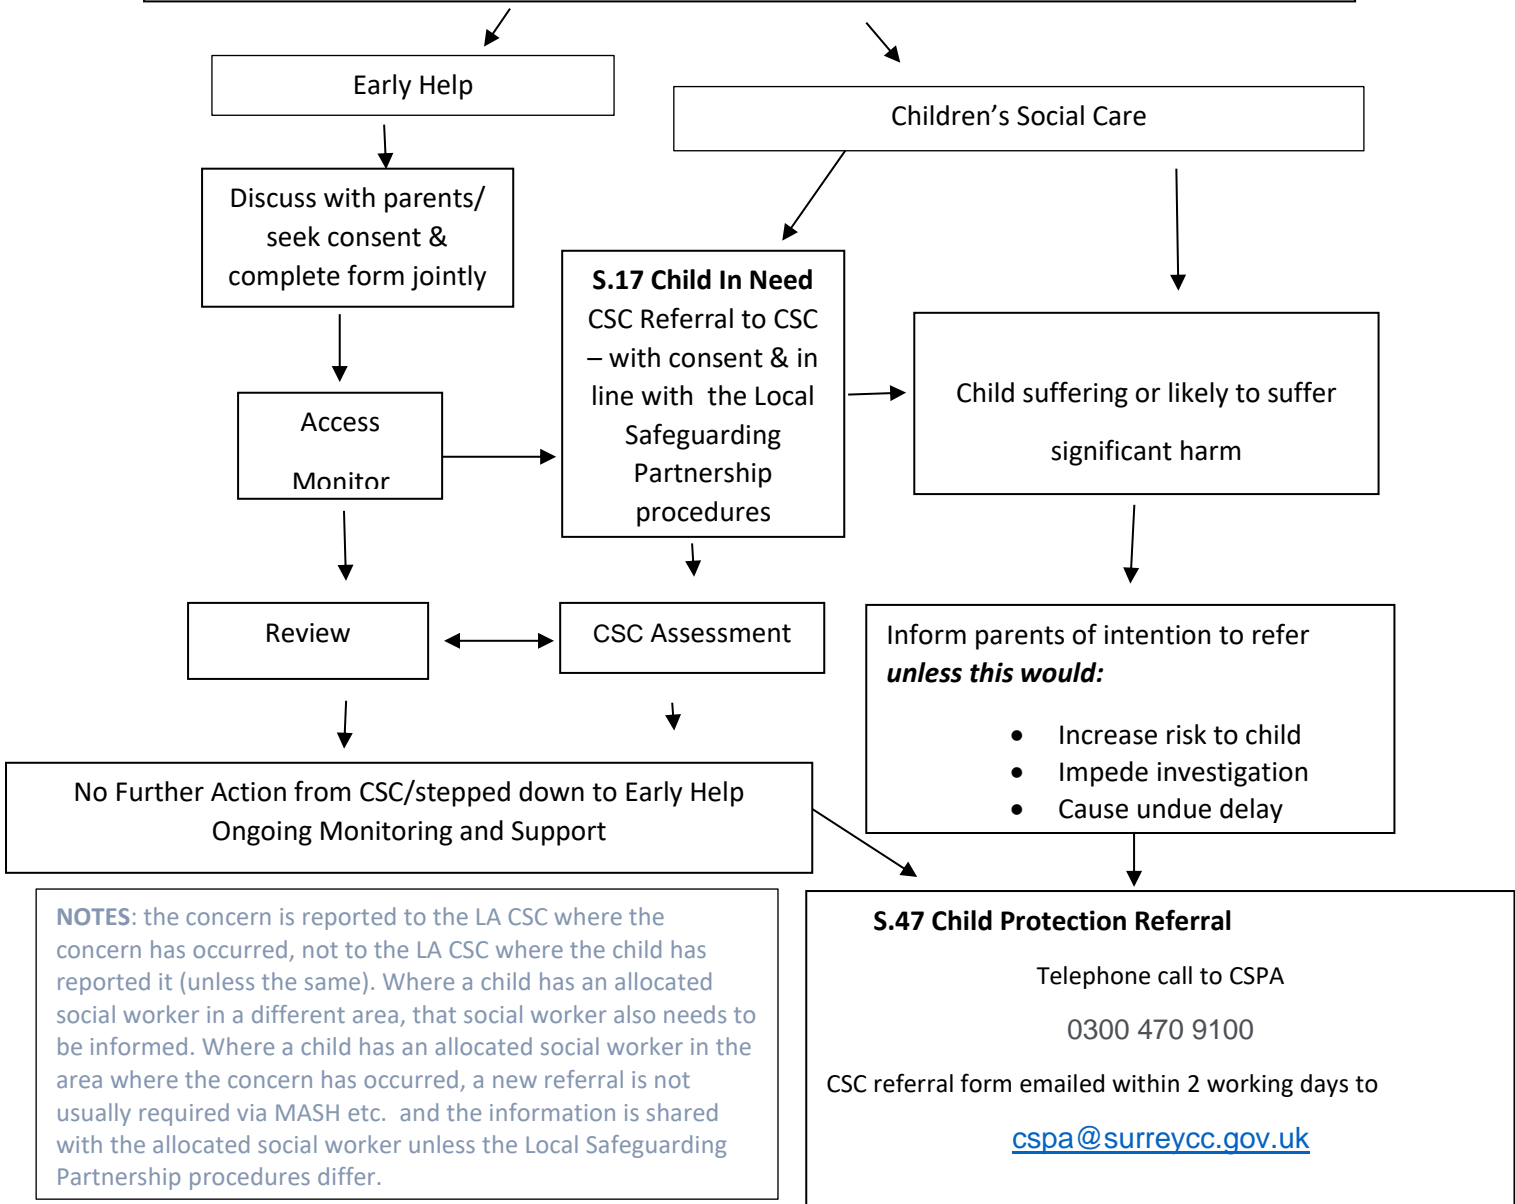 Early Help
Children's Social Care
Discuss with parents/
seek consent &
complete form jointly
S.17 Child In Need
CSC Referral to CSC
– with consent & in
line with  the Local
Safeguarding
Partnership
procedures
Child suffering or likely to suffer
significant harm
Access
Monitor
Review
CSC Assessment
Inform parents of intention to refer
unless this would:
• Increase risk to child
• Impede investigation
• Cause undue delay
No Further Action from CSC/stepped down to Early Help
Ongoing Monitoring and Support
NOTES: the concern is reported to the LA CSC where the
concern has occurred, not to the LA CSC where the child has
reported it (unless the same). Where a child has an allocated
social worker in a different area, that social worker also needs to
be informed. Where a child has an allocated social worker in the
area where the concern has occurred, a new referral is not
usually required via MASH etc.  and the information is shared
with the allocated social worker unless the Local Safeguarding
Partnership procedures differ.
S.47 Child Protection Referral
Telephone call to CSPA
0300 470 9100
CSC referral form emailed within 2 working days to
cspa@surreycc.gov.uk